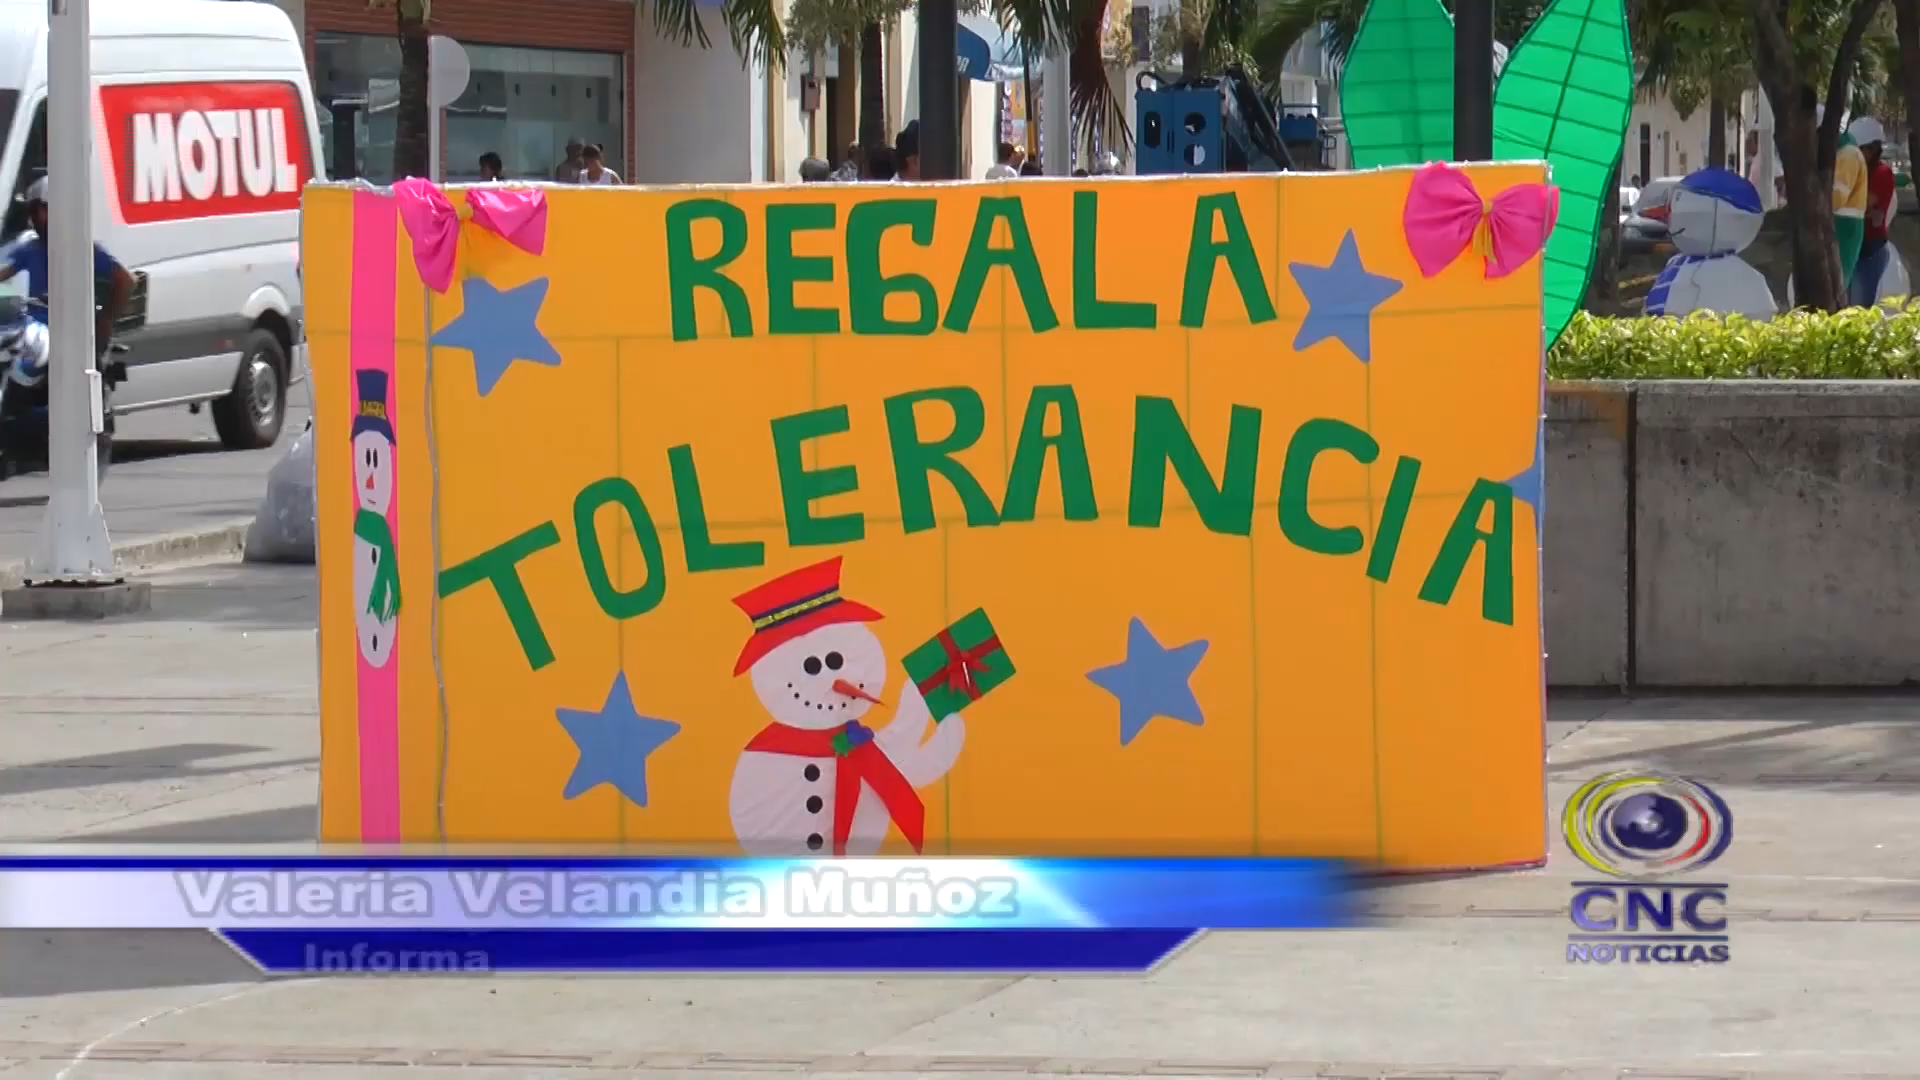 MOTUL
REGALA
TOLERANCIA
Valeria Velandia Muñoz
Informa
CNC
NOTICIAS